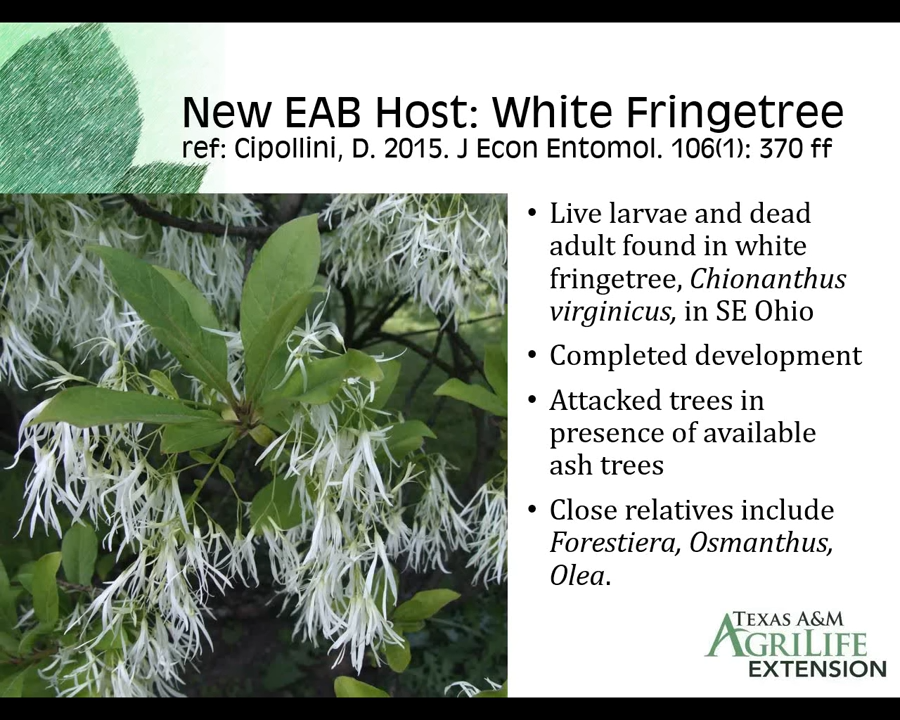 New EAB Host: White Fringetree
ref: Cipollini, D. 2015. J Econ Entomol. 106(1): 370 ff
• Live larvae and dead
adult found in white
fringetree, Chionanthus
virginicus, in SE Ohio
• Completed development
• Attacked trees in
presence of available
ash trees
• Close relatives include
Forestiera, Osmanthus,
Olea.
TEXAS A&M
AGRILIFE
EXTENSION